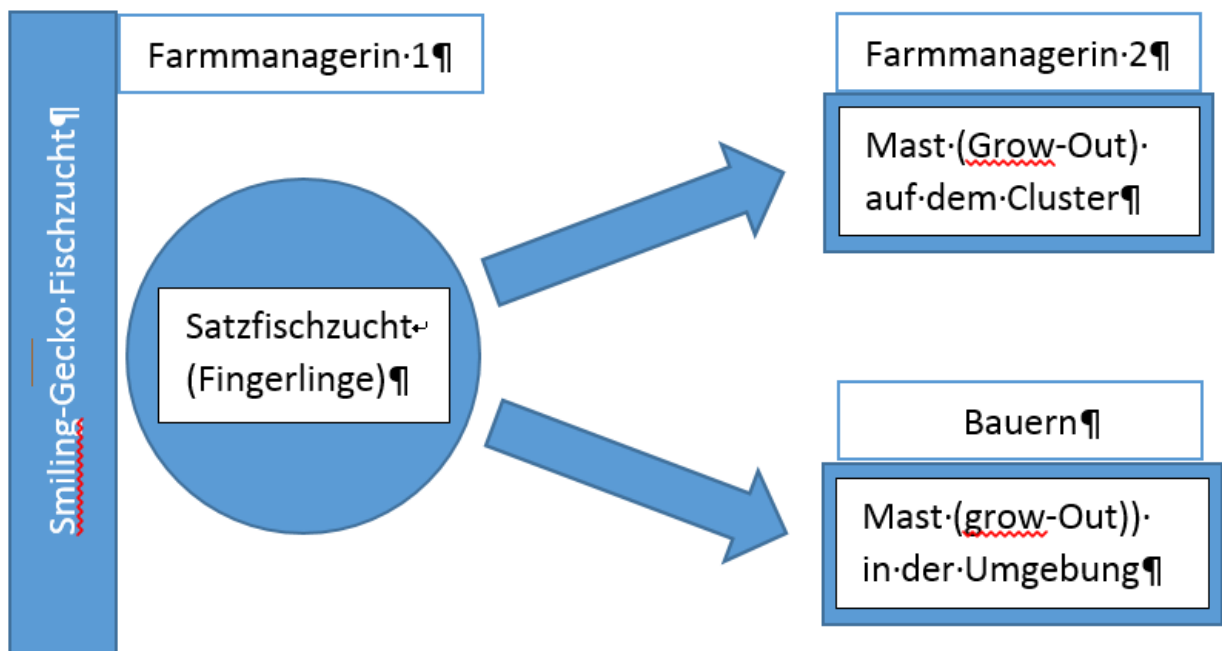 Smiling-Gecko·Fischzucht¶
Farmmanagerin·1¶
Satzfischzucht↵
(Fingerlinge)¶
Farmmanagerin·2¶
Mast·(Grow-Out)·
auf·dem·Cluster¶
Bauern¶
Mast·(grow-Out))·
in·der·Umgebung¶